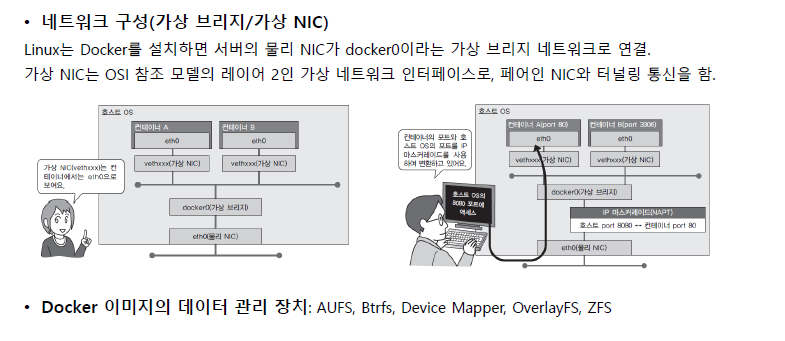 • 네트워크 구성(가상 브리지/가상 NIC)
Linux는 Docker를 설치하면 서버의 물리 NIC가 docker0이라는 가상 브리지 네트워크로 연결.
가상 NIC는 OSI 참조 모델의 레이어 2인 가상 네트워크 인터페이스로, 페어인 NIC와 터널링 통신을 함.
호스트 OS
컨테이너 A
eth0
vethxxx(가상 NIC)
컨테이너 B
eth0
vethxxx(가상 NIC)
docker0(가상 브리지)
eth0(물리 NIC)
가상 NIC(vethxxx)는 컨
테이너에서는 eth0으로
보여요.
호스트 OS
컨테이너 A(port 80)
eth0
vethxxx(가상 NIC)
컨테이너 B(port 3306)
eth0
vethxxx(가상 NIC)
docker0(가상 브리지)
IP 마스커레이드(NAPT)
호스트 port 8080 ↔ 컨테이너 port 80
eth0(물리 NIC)
컨테이너의 포트와 호
스트 OS의 포트를 IP
마스커레이드를 사용
하여 변환하고 있어요.
호스트 OS의
8080 포트에
액세스
• Docker 이미지의 데이터 관리 장치: AUFS, Btrfs, Device Mapper, OverlayFS, ZFS